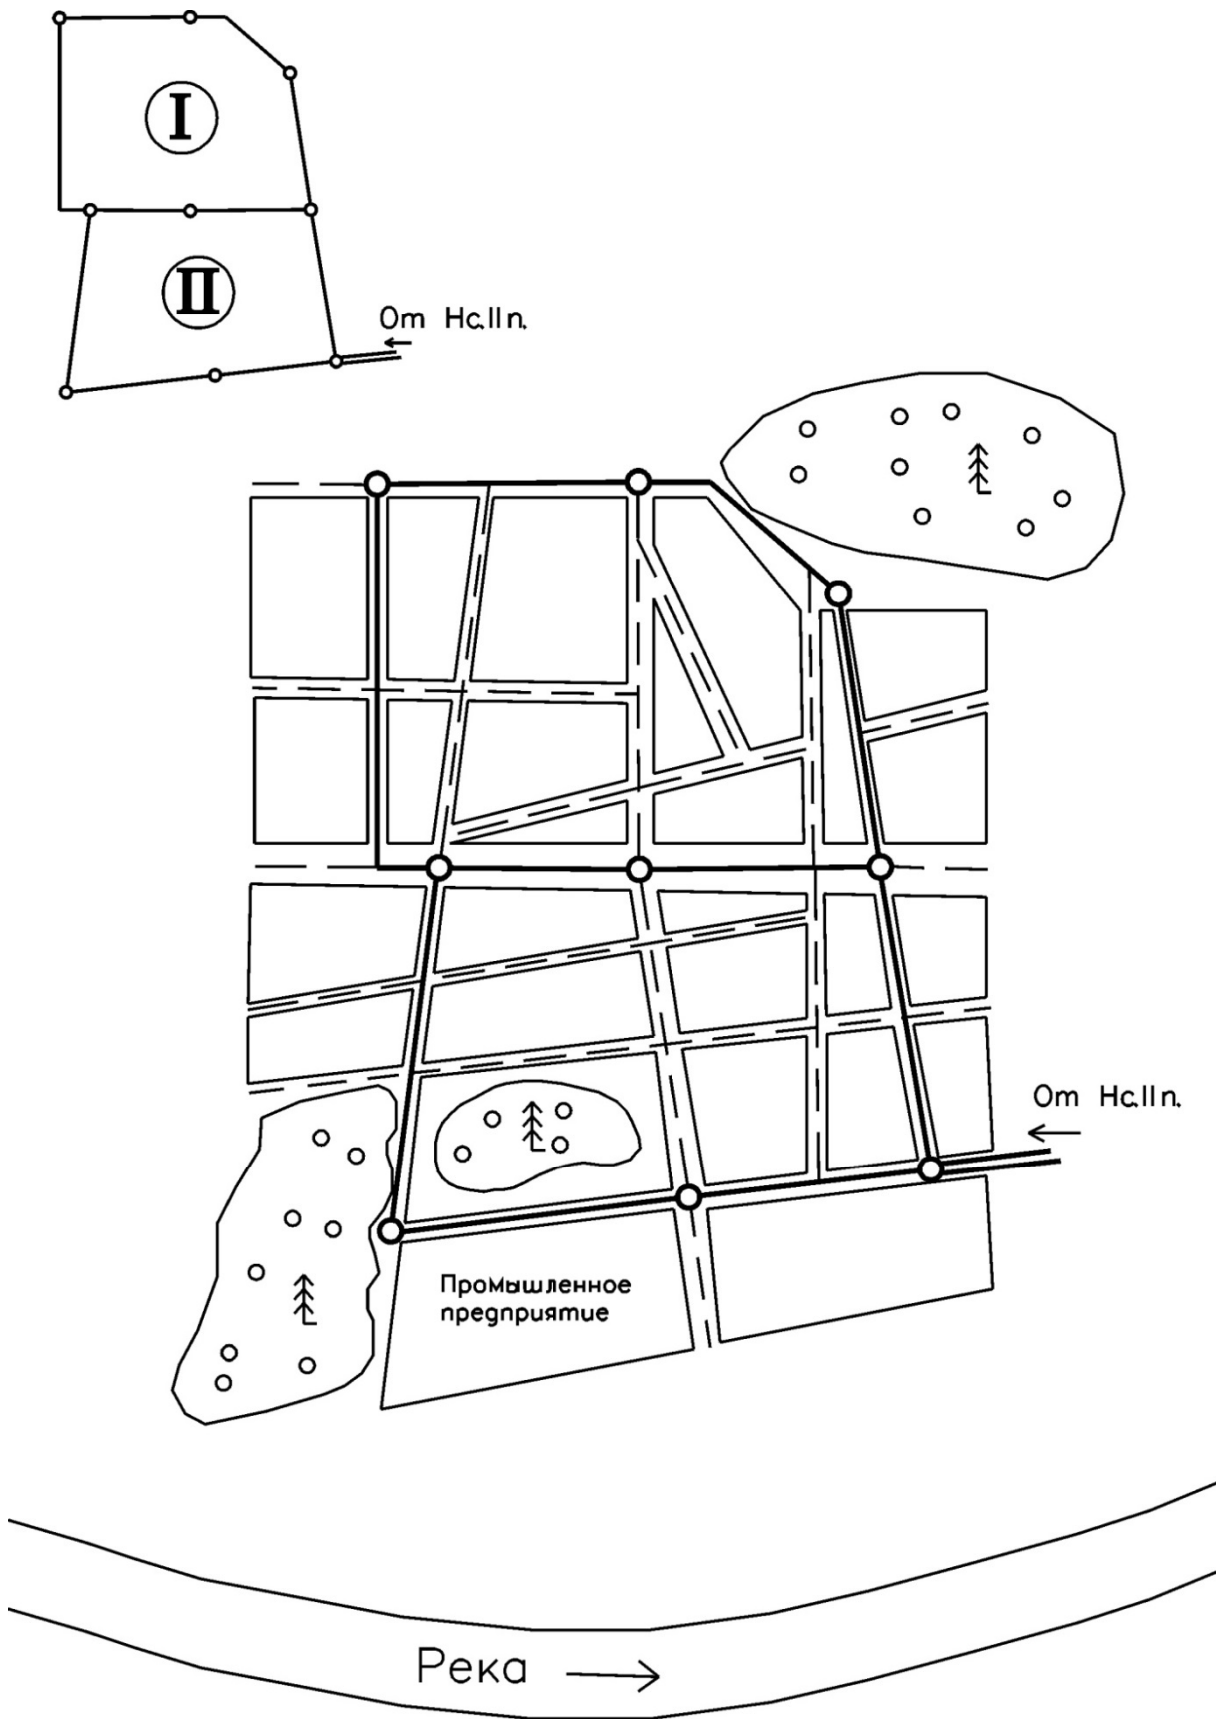 I
II
От Нс.II п.
От Нс.II п.
Промышленное
предприятие
Река